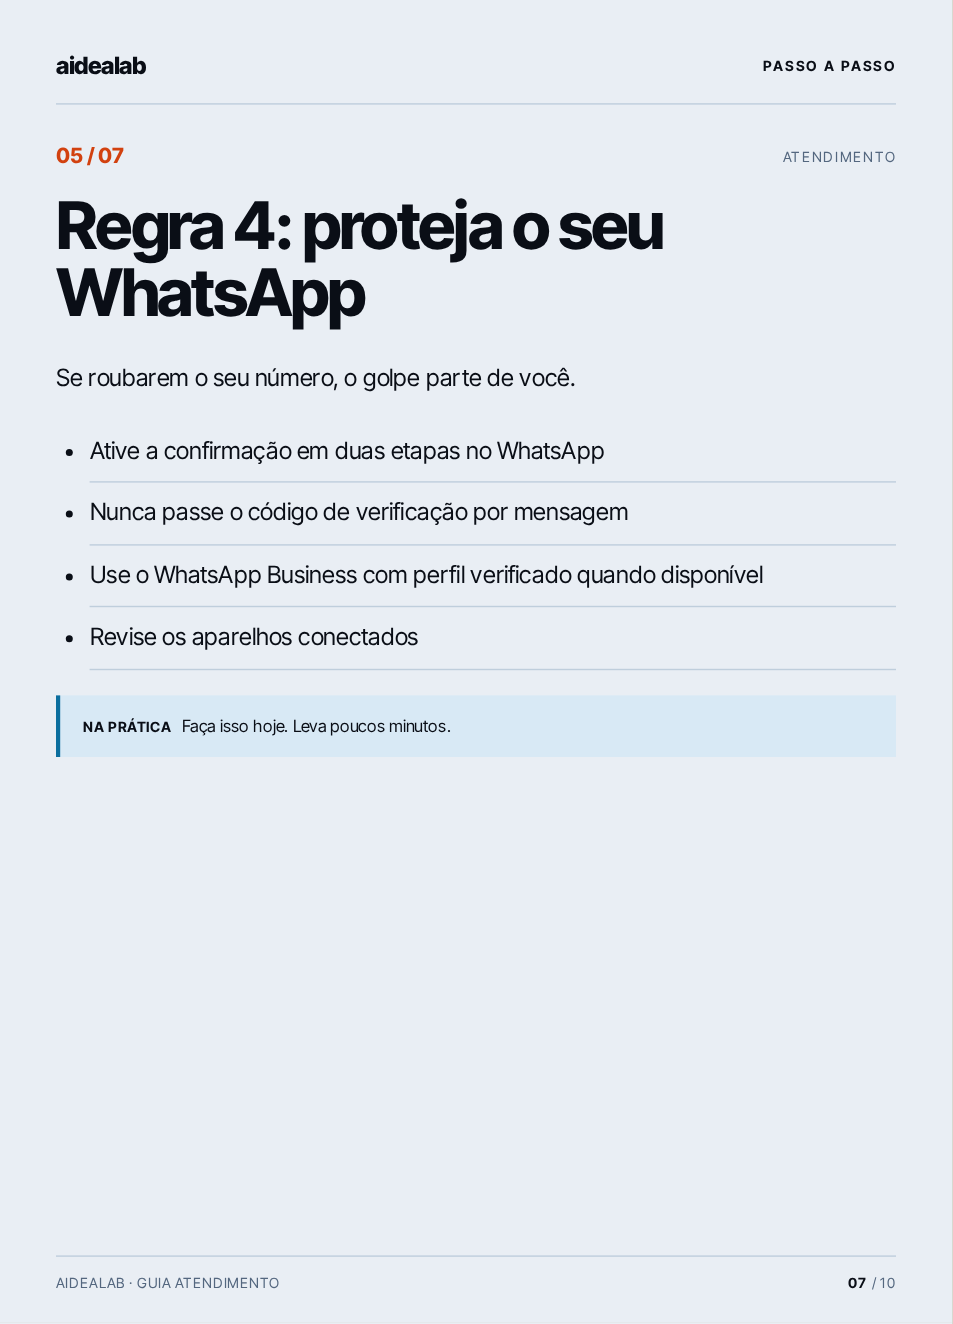 aidealab
PASSO A PASSO
05 / 07
ATENDIMENTO
Regra 4: proteja o seu
WhatsApp
Se roubarem o seu número, o golpe parte de você.
• Ative a confirmação em duas etapas no WhatsApp
• Nunca passe o código de verificação por mensagem
• Use o WhatsApp Business com perfil verificado quando disponível
• Revise os aparelhos conectados
NA PRÁTICA Faça isso hoje. Leva poucos minutos.
AIDEALAB · GUIA ATENDIMENTO
07 / 10